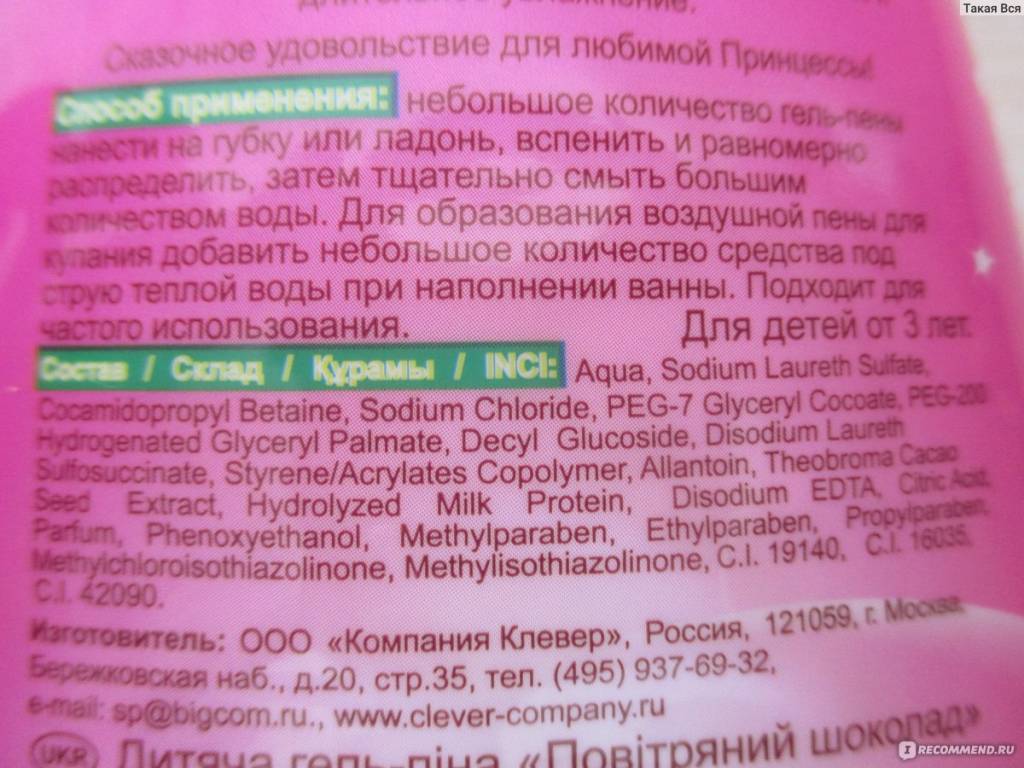 Такая Вся
длительное увлажнение.
Сказочное удовольствие для любимой Принцессы!
Способ применения: небольшое количество гель-пены
нанести на губку или ладонь, вспенить и равномерно
распределить, затем тщательно смыть большим
количеством воды. Для образования воздушной пены для
купания добавить небольшое количество средства под
струю теплой воды при наполнении ванны. Подходит для
частого использования. Для детей от 3 лет.
Состав / Склад / Құрамы / INCI: Aqua, Sodium Laureth Sulfate,
Cocamidopropyl Betaine, Sodium Chloride, PEG-7 Glyceryl Cocoate, PEG-200
Hydrogenated Glyceryl Palmate, Decyl Glucoside, Disodium Laureth
Sulfosuccinate, Styrene/Acrylates Copolymer, Allantoin, Theobroma Cacao
Seed Extract, Hydrolyzed Milk Protein, Disodium EDTA, Citric Acid,
Parfum, Phenoxyethanol, Methylparaben, Ethylparaben, Propylparaben,
Methylchloroisothiazolinone, Methylisothiazolinone, C.I. 19140, C.I. 16035,
C.I. 42090.
Изготовитель: ООО «Компания Клевер», Россия, 121059, г. Москва,
Бережковская наб., д.20, стр.35, тел. (495) 937-69-32,
e-mail: sp@bigcom.ru., www.clever-company.ru
UKR Дитяча гель-піна «Повітряний шоколад»
I RECOMMEND.RU